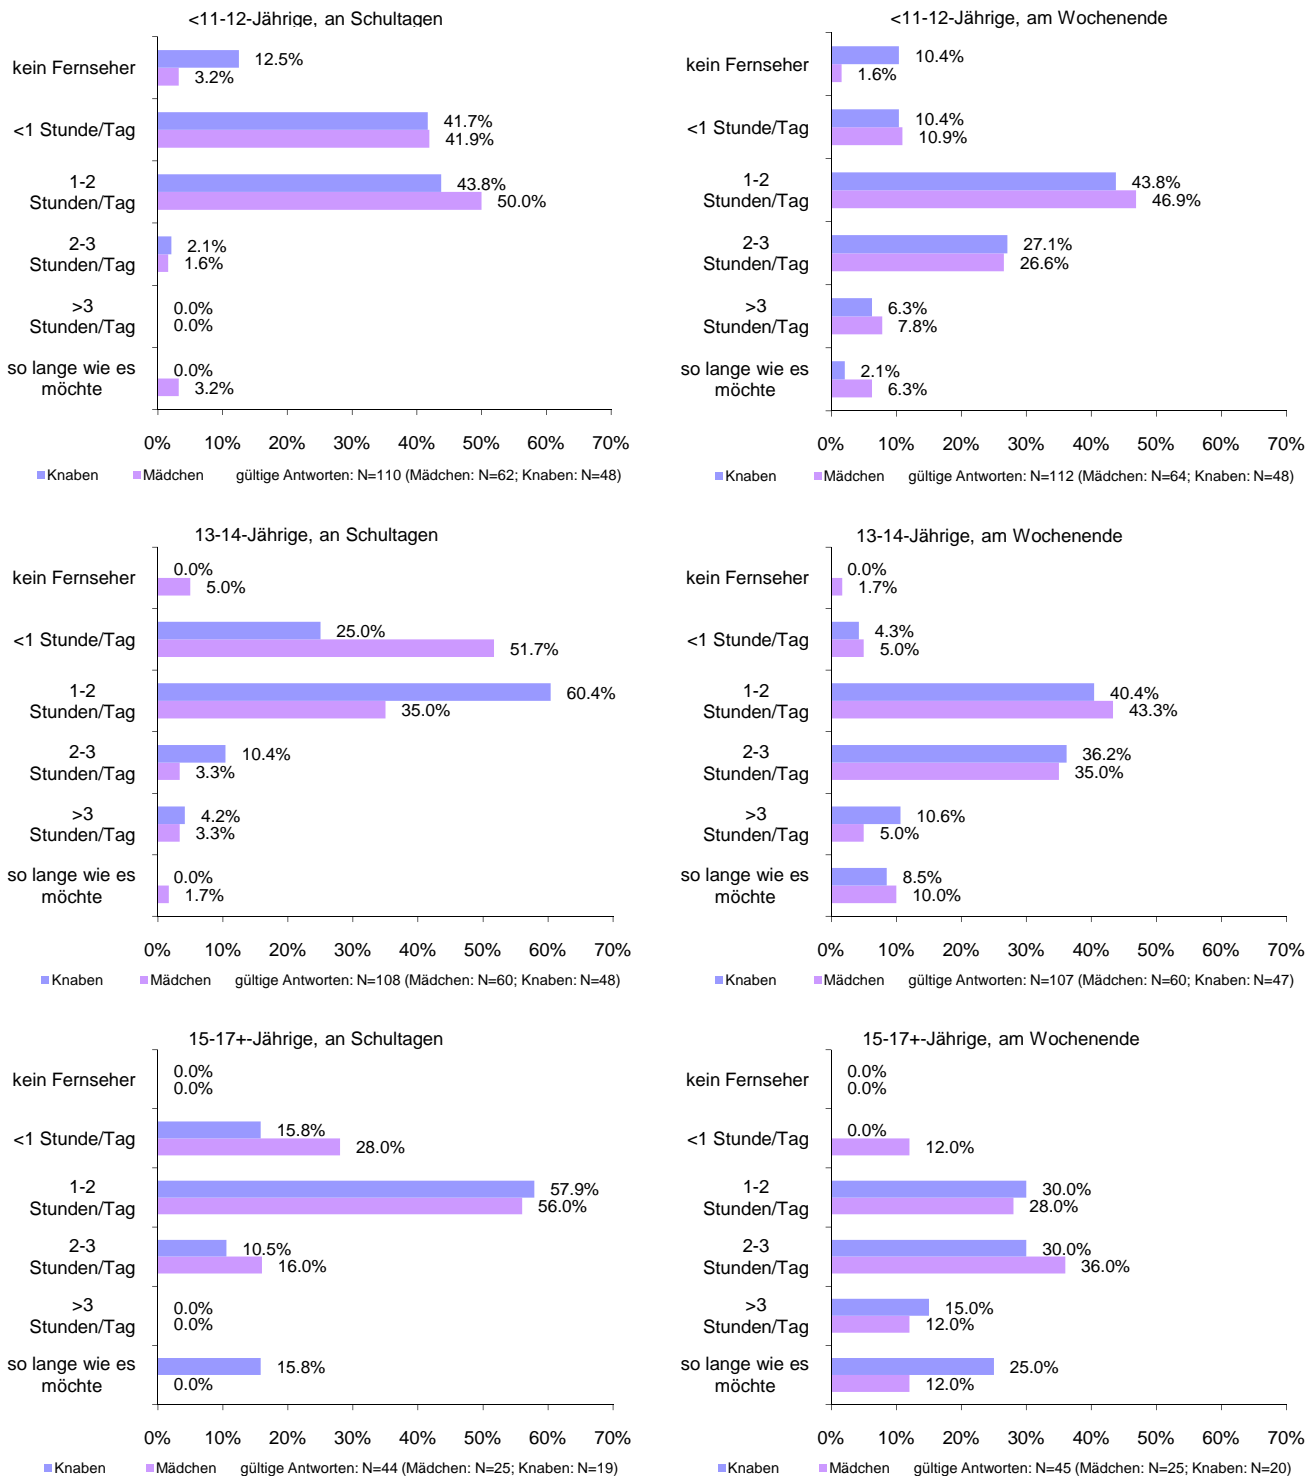 <11-12-Jährige, an Schultagen
kein Fernseher
12.5%
3.2%
<1 Stunde/Tag
41.7%
41.9%
1-2
Stunden/Tag
43.8%
50.0%
2-3
Stunden/Tag
2.1%
1.6%
>3
Stunden/Tag
0.0%
0.0%
so lange wie es
möchte
0.0%
3.2%
0% 10% 20% 30% 40% 50% 60% 70%
Knaben Mädchen gültige Antworten: N=110 (Mädchen: N=62; Knaben: N=48)
<11-12-Jährige, am Wochenende
kein Fernseher
10.4%
1.6%
<1 Stunde/Tag
10.4%
10.9%
1-2
Stunden/Tag
43.8%
46.9%
2-3
Stunden/Tag
27.1%
26.6%
>3
Stunden/Tag
6.3%
7.8%
so lange wie es
möchte
2.1%
6.3%
0% 10% 20% 30% 40% 50% 60% 70%
Knaben Mädchen gültige Antworten: N=112 (Mädchen: N=64; Knaben: N=48)
13-14-Jährige, an Schultagen
kein Fernseher
0.0%
5.0%
<1 Stunde/Tag
25.0%
51.7%
1-2
Stunden/Tag
60.4%
35.0%
2-3
Stunden/Tag
10.4%
3.3%
>3
Stunden/Tag
4.2%
3.3%
so lange wie es
möchte
0.0%
1.7%
0% 10% 20% 30% 40% 50% 60% 70%
Knaben Mädchen gültige Antworten: N=108 (Mädchen: N=60; Knaben: N=48)
13-14-Jährige, am Wochenende
kein Fernseher
0.0%
1.7%
<1 Stunde/Tag
4.3%
5.0%
1-2
Stunden/Tag
40.4%
43.3%
2-3
Stunden/Tag
36.2%
35.0%
>3
Stunden/Tag
10.6%
5.0%
so lange wie es
möchte
8.5%
10.0%
0% 10% 20% 30% 40% 50% 60% 70%
Knaben Mädchen gültige Antworten: N=107 (Mädchen: N=60; Knaben: N=47)
15-17+-Jährige, an Schultagen
kein Fernseher
0.0%
0.0%
<1 Stunde/Tag
15.8%
28.0%
1-2
Stunden/Tag
57.9%
56.0%
2-3
Stunden/Tag
10.5%
16.0%
>3
Stunden/Tag
0.0%
0.0%
so lange wie es
möchte
15.8%
0.0%
0% 10% 20% 30% 40% 50% 60% 70%
Knaben Mädchen gültige Antworten: N=44 (Mädchen: N=25; Knaben: N=19)
15-17+-Jährige, am Wochenende
kein Fernseher
0.0%
0.0%
<1 Stunde/Tag
0.0%
12.0%
1-2
Stunden/Tag
30.0%
28.0%
2-3
Stunden/Tag
30.0%
36.0%
>3
Stunden/Tag
15.0%
12.0%
so lange wie es
möchte
25.0%
12.0%
0% 10% 20% 30% 40% 50% 60% 70%
Knaben Mädchen gültige Antworten: N=45 (Mädchen: N=25; Knaben: N=20)